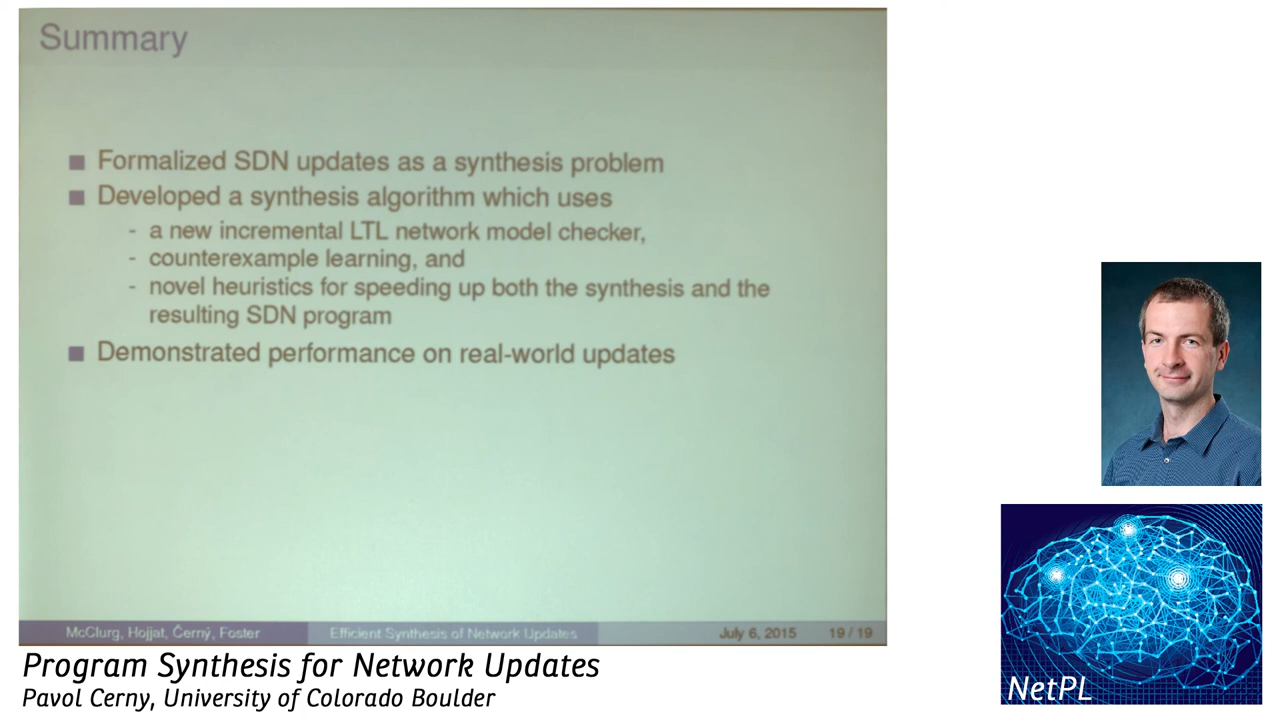 Summary
■ Formalized SDN updates as a synthesis problem
■ Developed a synthesis algorithm which uses
- a new incremental LTL network model checker,
- counterexample learning, and
- novel heuristics for speeding up both the synthesis and the
resulting SDN program
■ Demonstrated performance on real-world updates
McClurg, Hojjat, Černý, Foster
Efficient Synthesis of Network Updates
July 6, 2015
19 / 19
Program Synthesis for Network Updates
Pavol Cerny, University of Colorado Boulder
NetPL